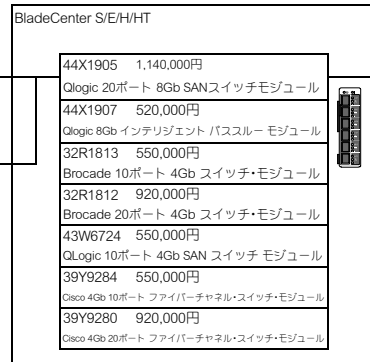 BladeCenter S/E/H/HT
44X1905 1,140,000円
Qlogic 20ポート 8Gb SANスイッチモジュール
44X1907 520,000円
Qlogic 8Gb インテリジェント パススルー モジュール
32R1813 550,000円
Brocade 10ポート 4Gb スイッチ・モジュール
32R1812 920,000円
Brocade 20ポート 4Gb スイッチ・モジュール
43W6724 550,000円
QLogic 10ポート 4Gb SAN スイッチ モジュール
39Y9284 550,000円
Cisco 4Gb 10ポート ファイバーチャネル・スイッチ・モジュール
39Y9280 920,000円
Cisco 4Gb 20ポート ファイバーチャネル・スイッチ・モジュール